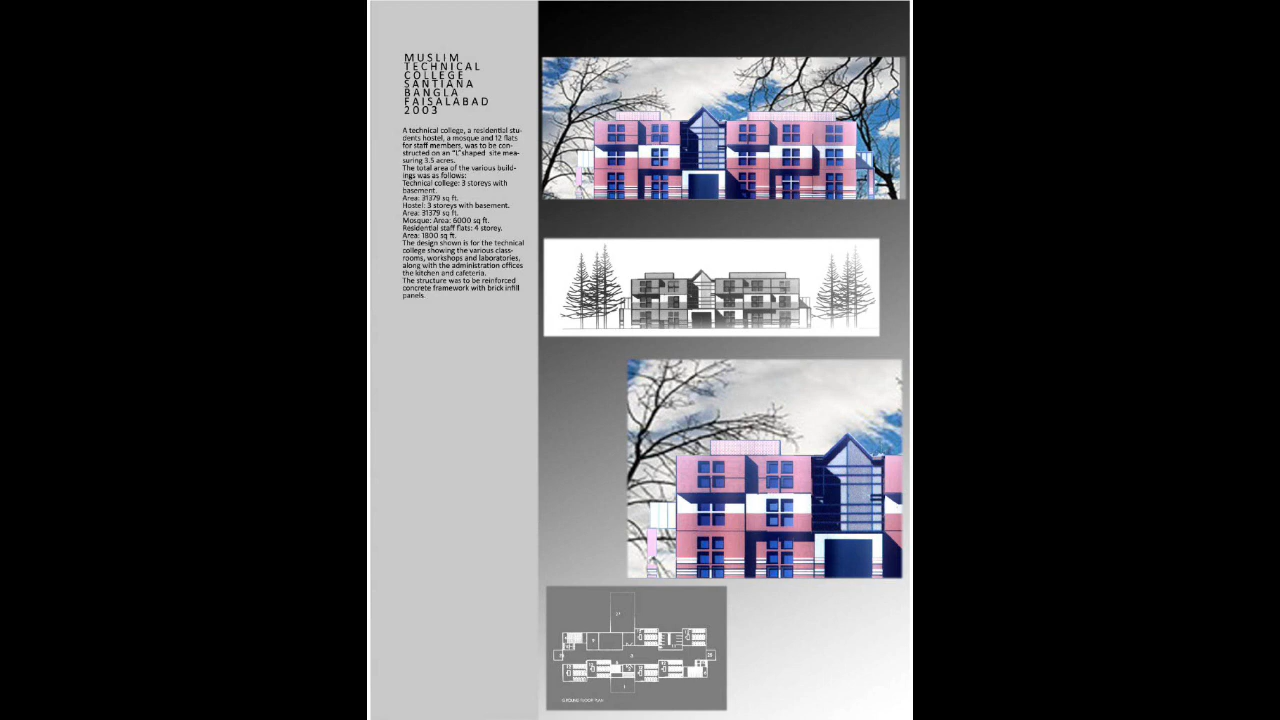 MUSLIM
TECHNICAL
COLLEGE
SANTIANA
BANGLA
FAISALABAD
2003
A technical college, a residential stu-
dents hostel, a mosque and 12 flats
for staff members, was to be con-
structed on an "L" shaped site mea-
suring 3.5 acres.
The total area of the various build-
ings was as follows:
Technical college: 3 storeys with
basement.
Area: 31379 sq ft.
Hostel: 3 storeys with basement.
Area: 31379 sq ft.
Mosque: Area: 6000 sq ft.
Residential staff flats: 4 storey.
Area: 1800 sq ft.
The design shown is for the technical
college showing the various class-
rooms, workshops and laboratories,
along with the administration offices
the kitchen and cafeteria.
The structure was to be reinforced
concrete framework with brick infill
panels.
GROUND FLOOR PLAN